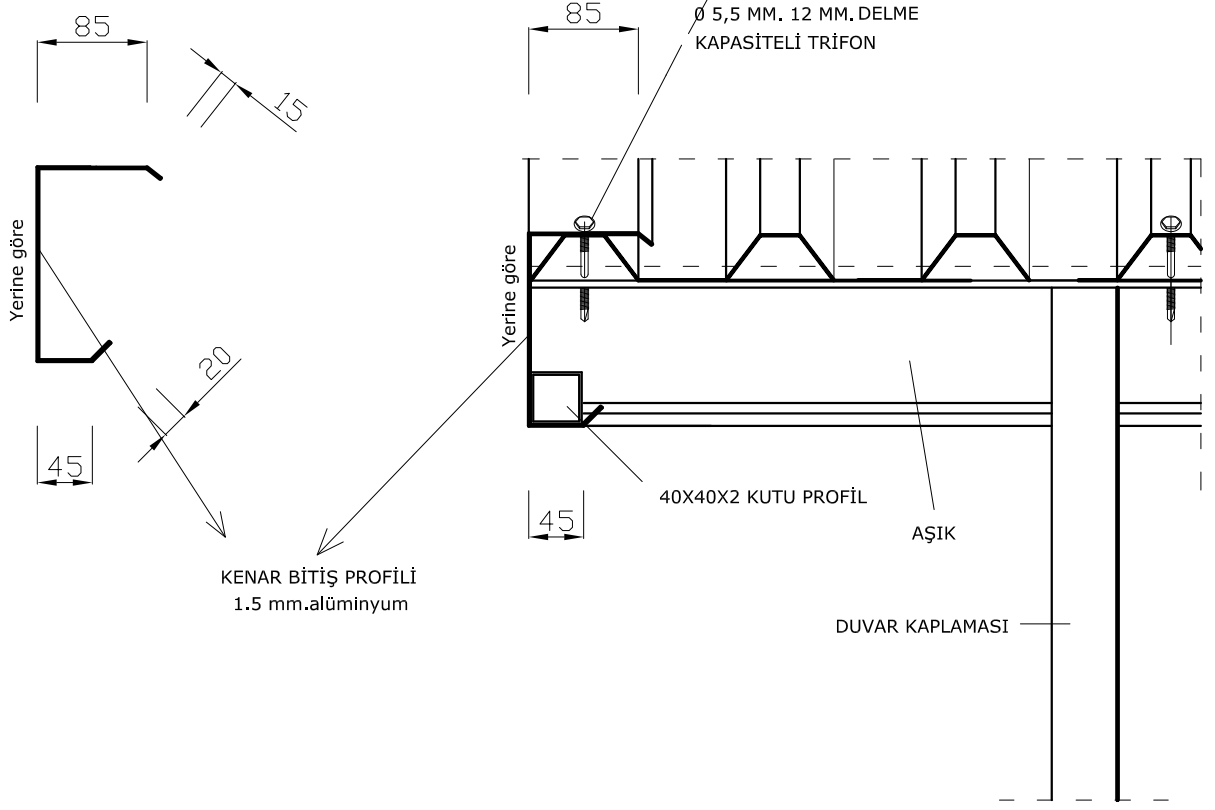 85
15
Yerine göre
20
45
KENAR BİTİŞ PROFİLİ
1.5 mm.alüminyum
85
Ø 5,5 MM. 12 MM. DELME
KAPASİTELİ TRİFON
Yerine göre
45
40X40X2 KUTU PROFİL
AŞIK
DUVAR KAPLAMASI